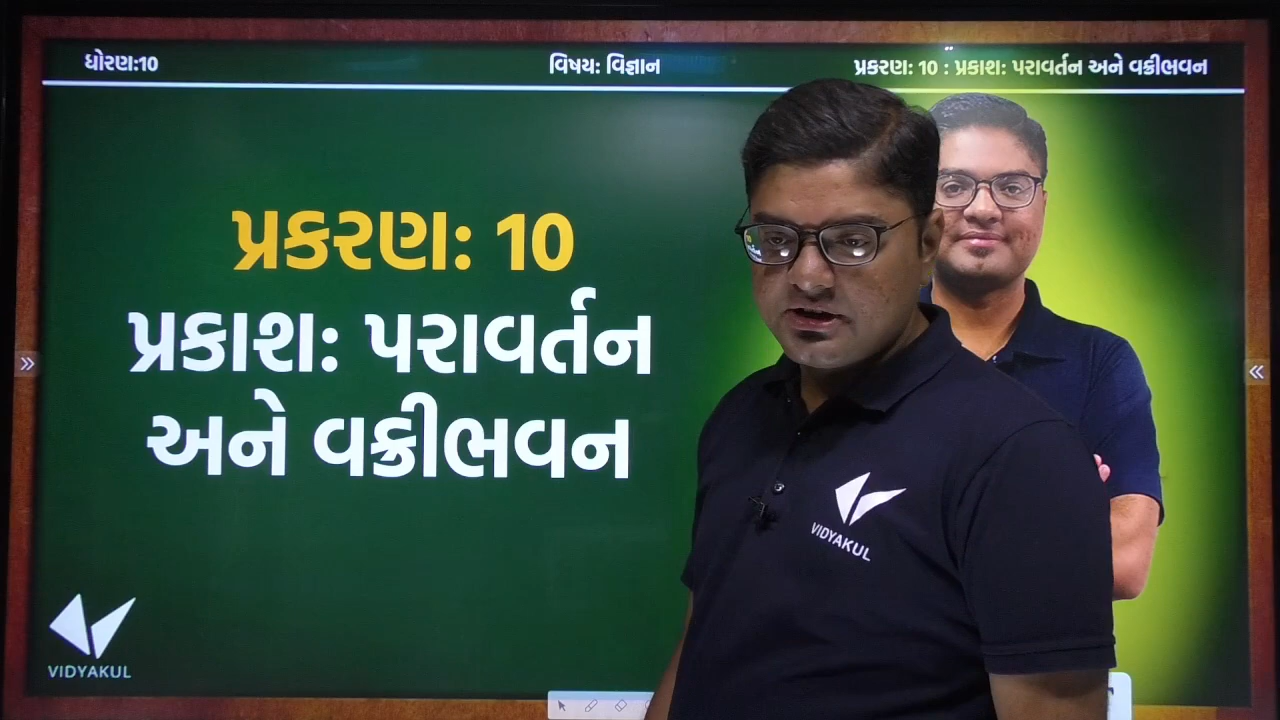 ધોરણ:10
વિષય: વિજ્ઞાન
પ્રકરણ: 10 : પ્રકાશ: પરાવર્તન અને વક્રીભવન
પ્રકરણ: 10
પ્રકાશ: પરાવર્તન
અને વક્રીભવન
VIDYAKUL
VIDYAKUL